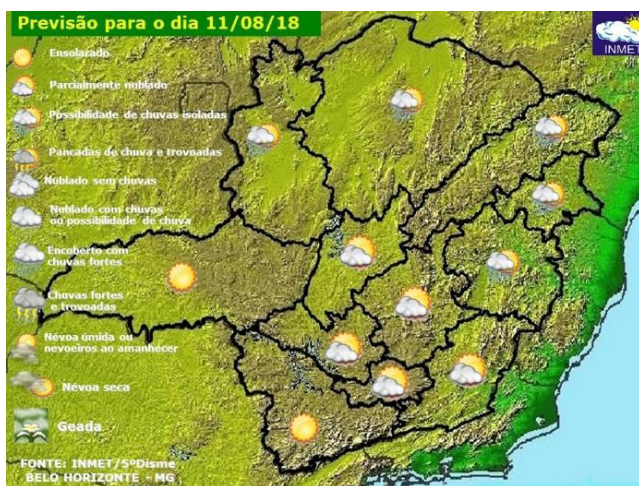 Previsão para o dia 11/08/18
INMET
Ensolarado
Parcialmente nublado
Possibilidade de chuvas isoladas
Pancadas de chuva e trovoadas
Nublado sem chuvas
Nublado com chuvas
ou possibilidade de chuva
Encoberto com
chuvas fortes
Chuvas fortes
e trovoadas
Névoa úmida ou
nevoeiros ao amanhecer
Névoa seca
Geada
FONTE: INMET/5ºDisme
BELO HORIZONTE - MG